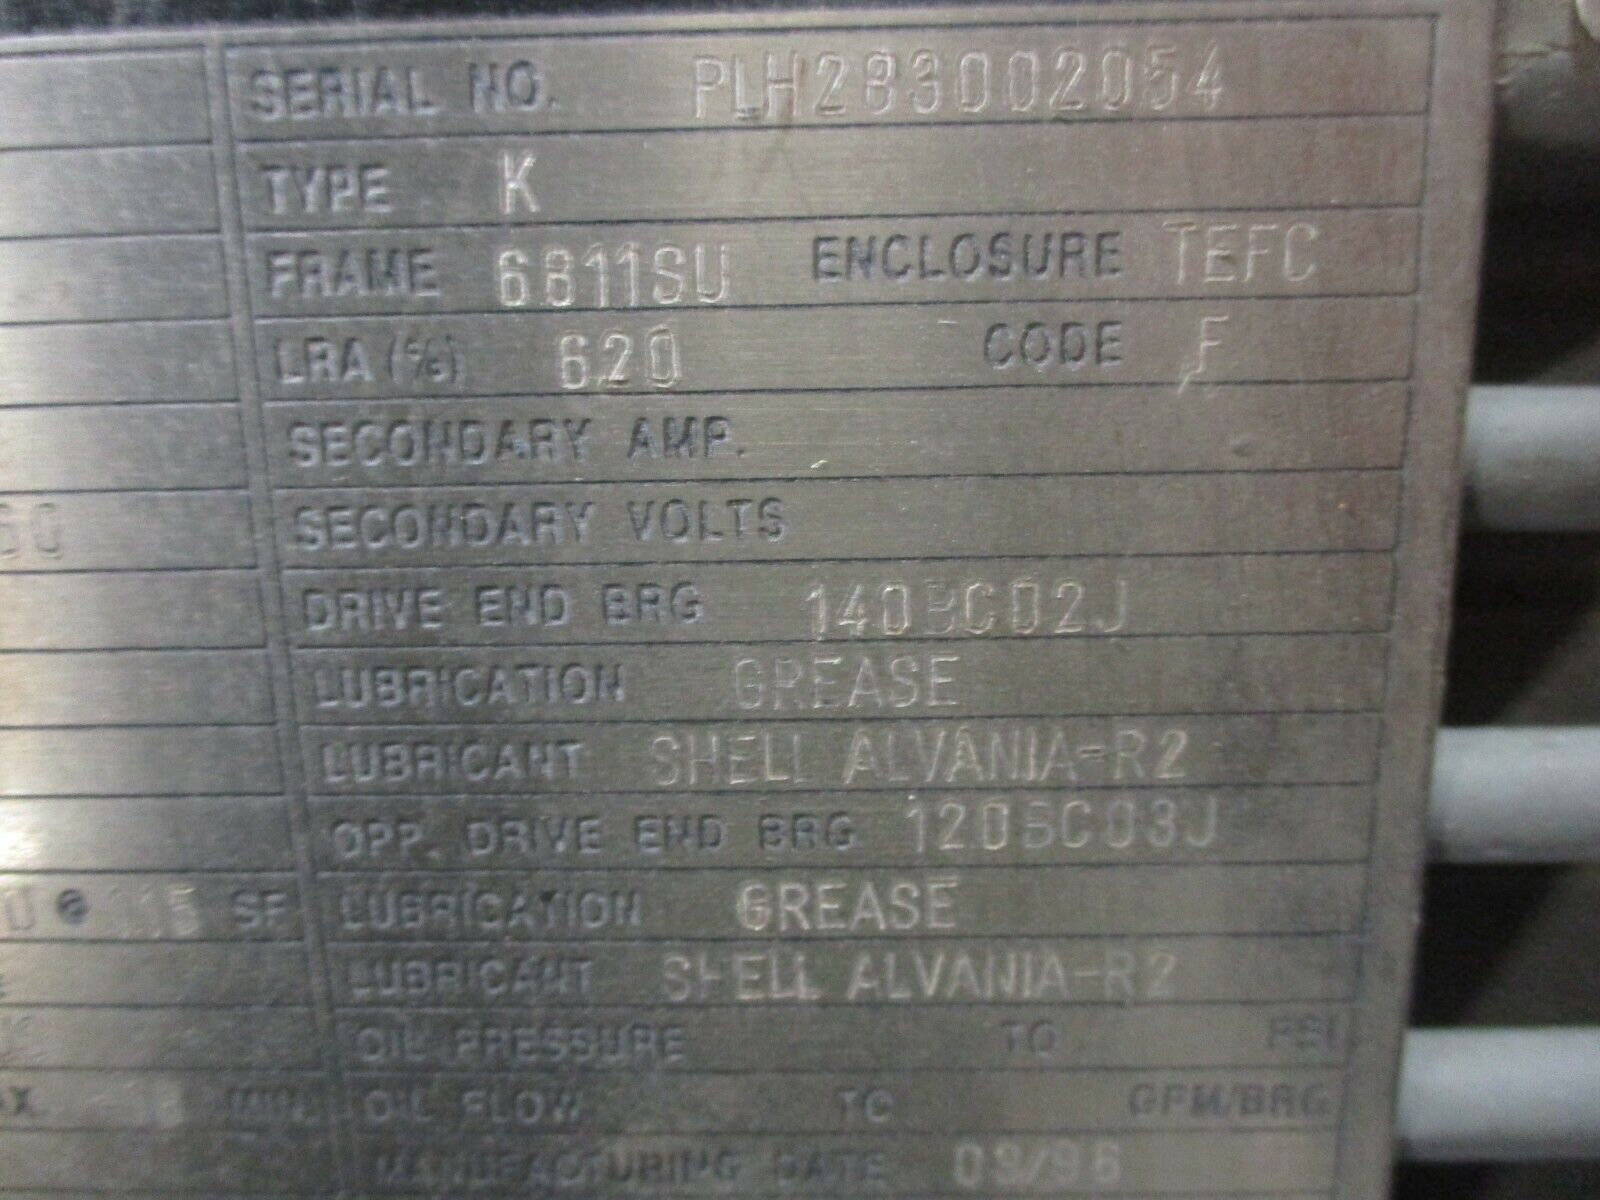 SERIAL NO. PLH283002054
TYPE K
FRAME 6811SU ENCLOSURE TEFC
LRA (%) 620 CODE F
SECONDARY AMP.
SECONDARY VOLTS
DRIVE END BRG 140BC02J
LUBRICATION GREASE
LUBRICANT SHELL ALVANIA-R2
OPP. DRIVE END BRG 120BC03J
SF LUBRICATION GREASE
LUBRICANT SHELL ALVANIA-R2
OIL PRESSURE TO PSI
MIN. OIL FLOW TO GPM/BRG
MANUFACTURING DATE 09/96